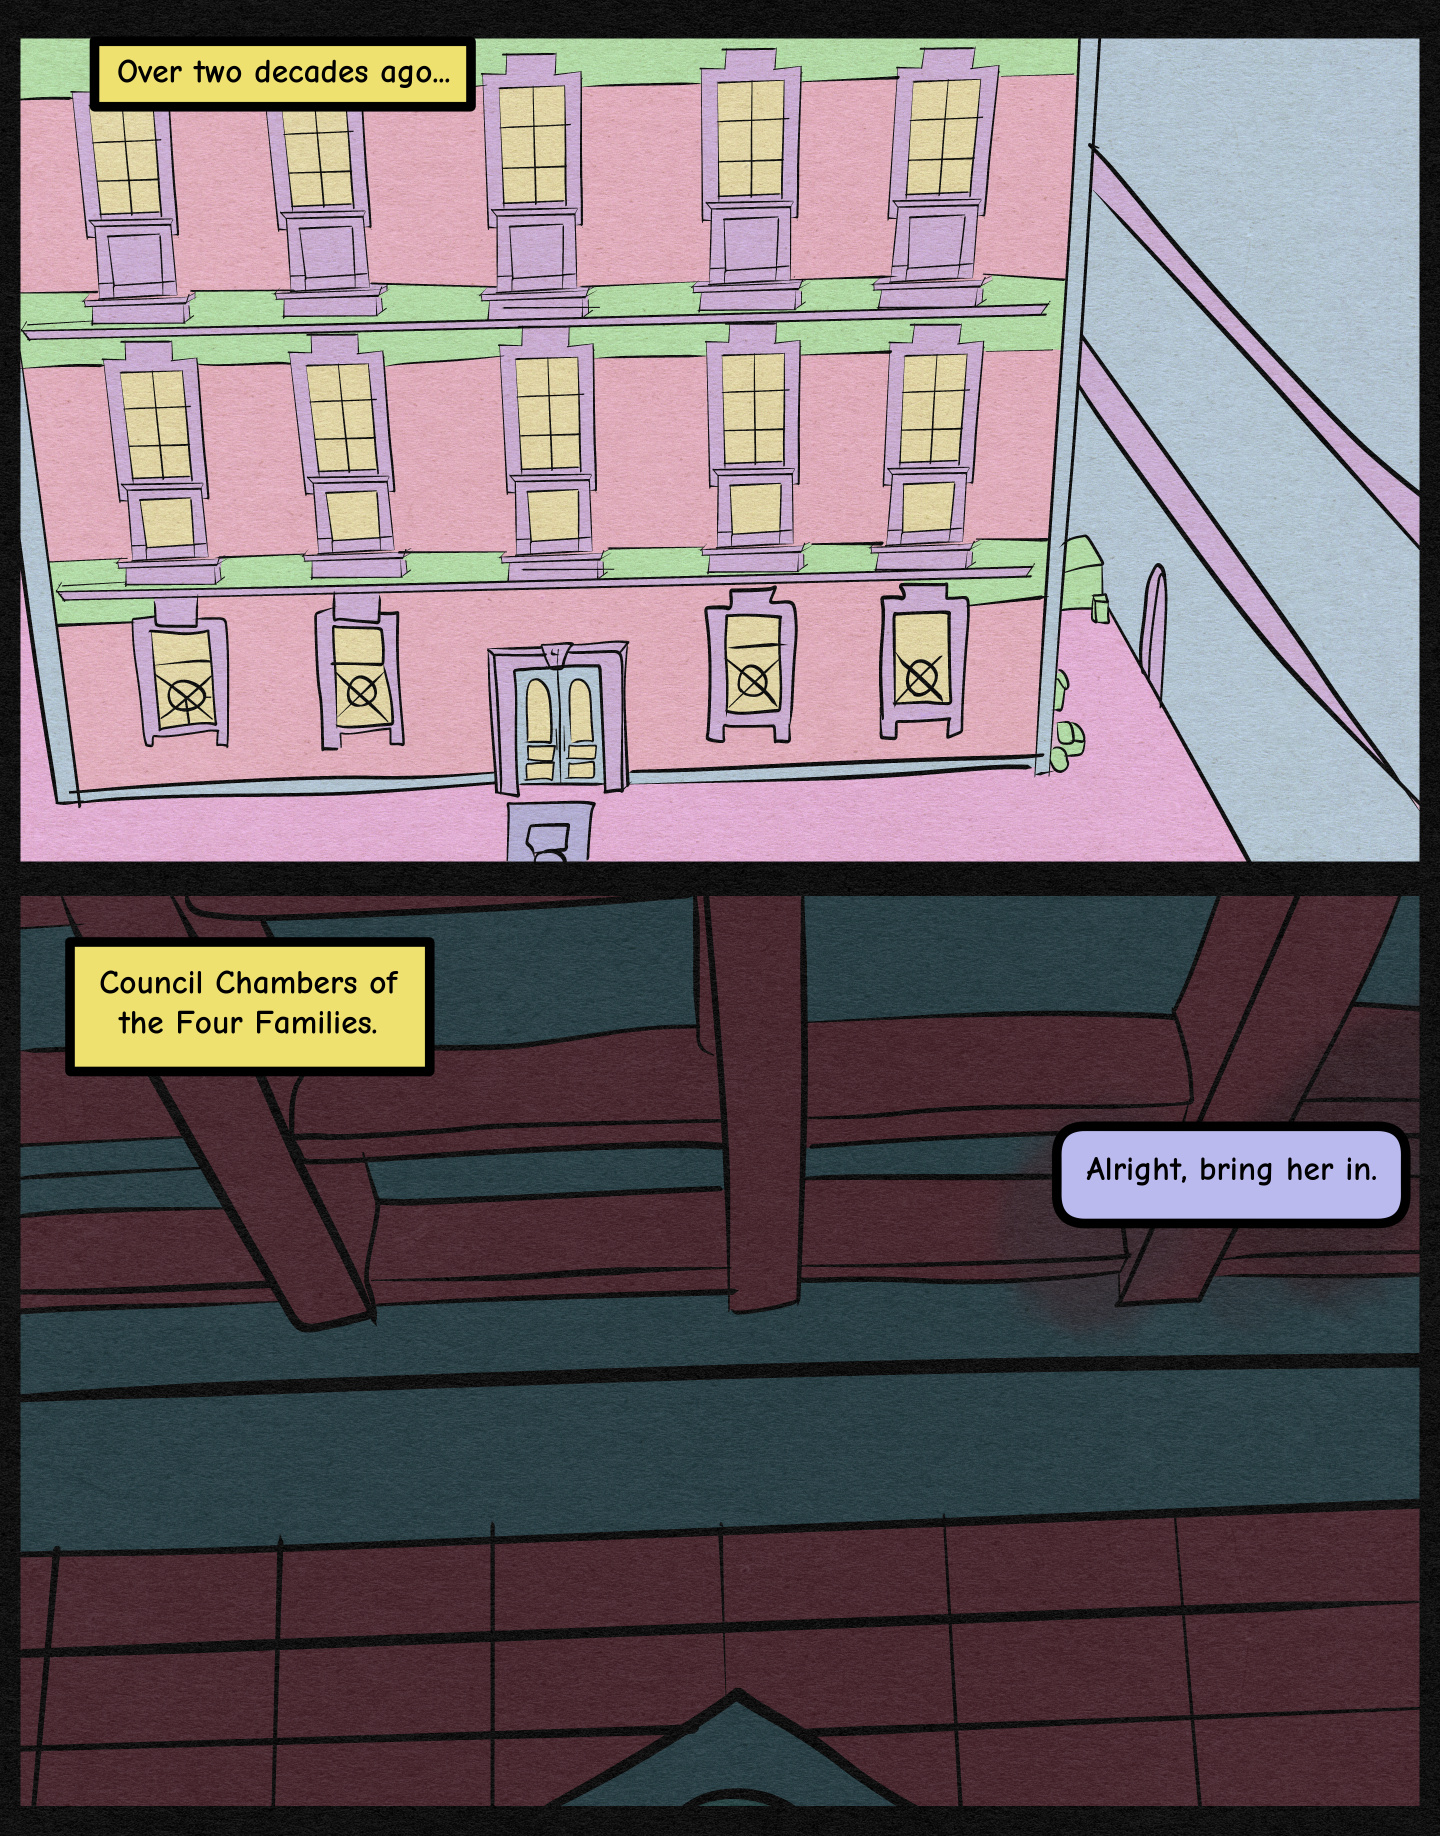 Over two decades ago...
Council Chambers of
the Four Families.
Alright, bring her in.